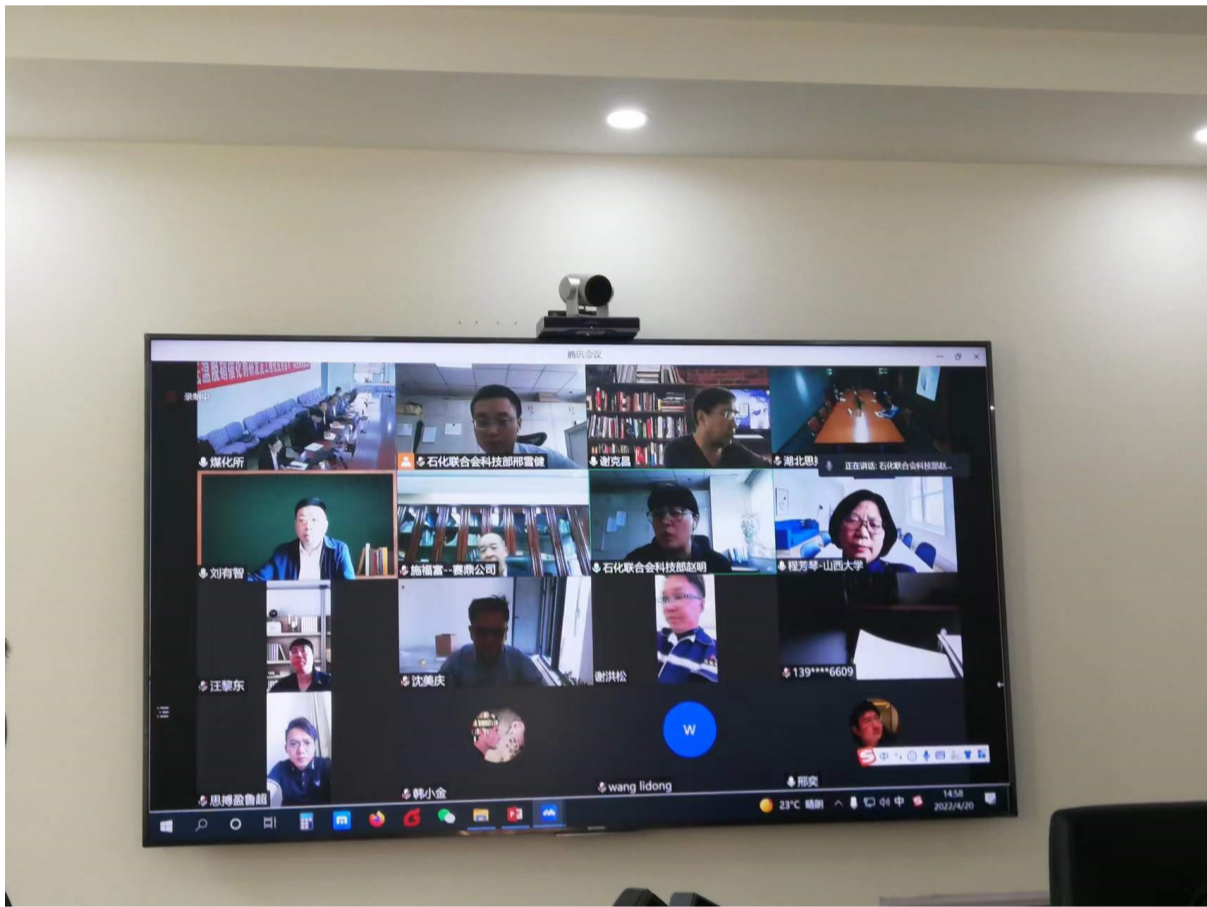 腾讯会议
录制中
煤化所
石化联合会科技部邢雷健
谢克昌
湖北思
正在讲话: 石化联合会科技部赵...
刘有智
施福富--赛鼎公司
石化联合会科技部赵明
程芳琴-山西大学
汪黎东
沈美庆
谢洪松
139****6609
思搏盈鲁超
韩小金
W
wang lidong
邢奕
中
23°C 晴朗
中
14:58
2022/4/20